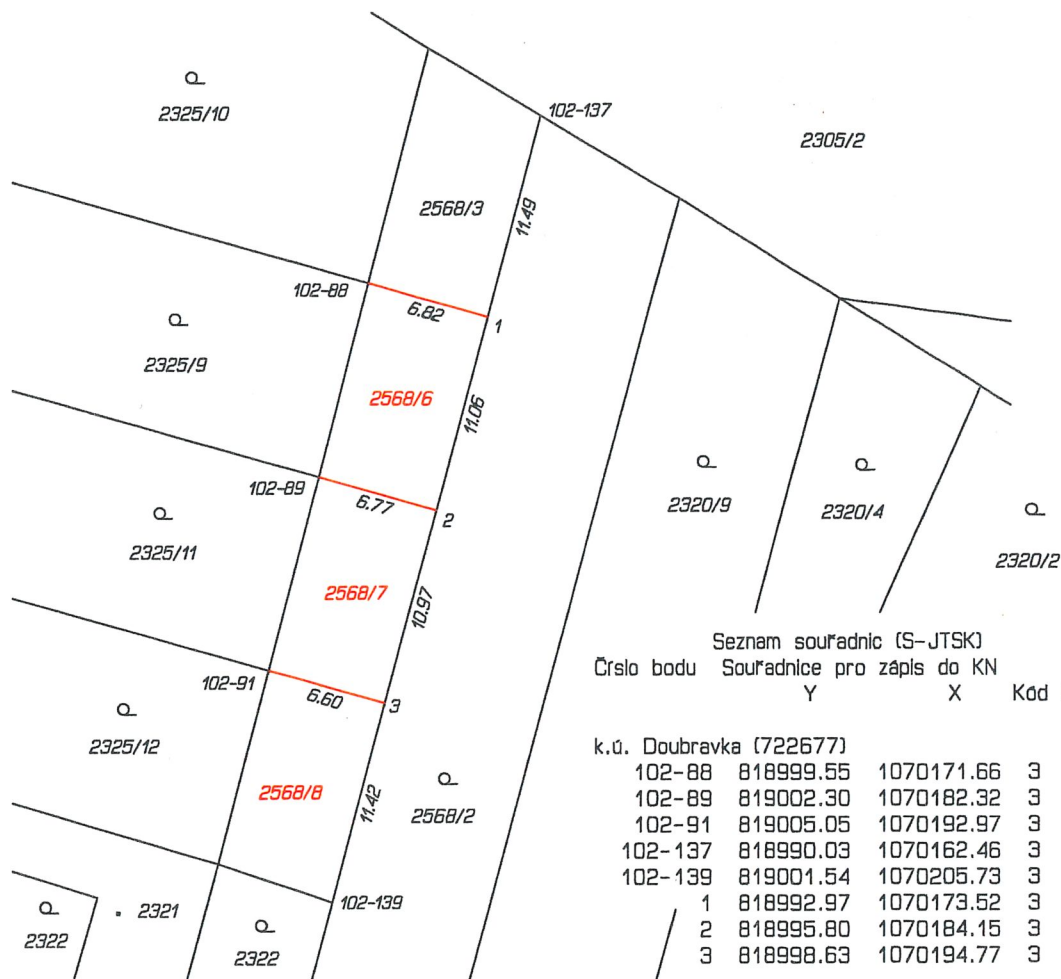 2325/10
102-137
2305/2
2568/3
11.49
102-88
6.82
1
2325/9
2568/6
11.06
102-89
6.77
2
2320/9
2320/4
2320/2
2325/11
2568/7
10.97
Seznam souřadnic (S-JTSK)
Číslo bodu Souřadnice pro zápis do KN
Y X Kód
102-91
6.60
3
2325/12
2568/8
11.42
2568/2
k.ú. Doubravka (722677)
102-88 818999.55 1070171.66 3
102-89 819002.30 1070182.32 3
102-91 819005.05 1070192.97 3
102-137 818990.03 1070162.46 3
102-139 819001.54 1070205.73 3
1 818992.97 1070173.52 3
2 818995.80 1070184.15 3
3 818998.63 1070194.77 3
102-139
2321
2322
2322